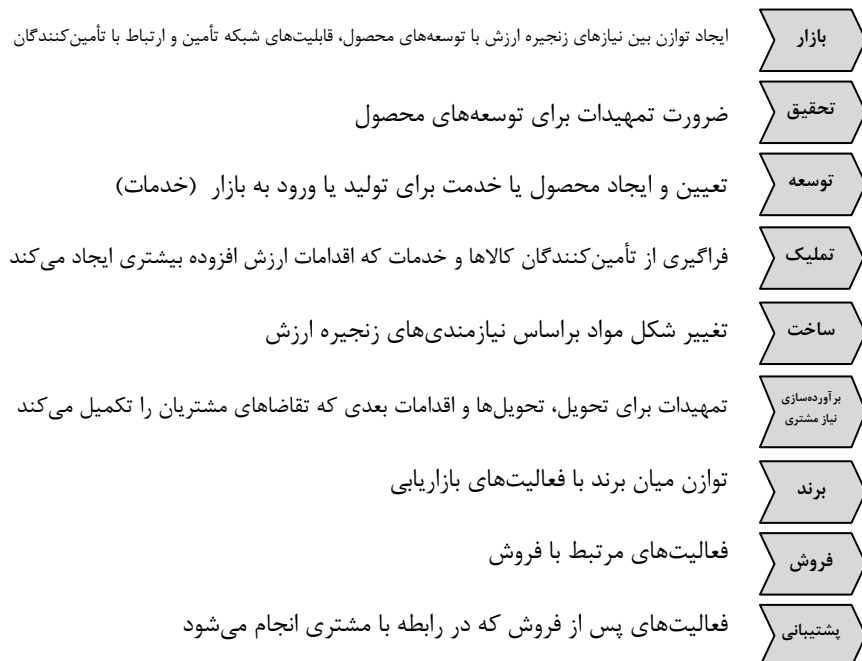 بازار
ایجاد توازن بین نیازهای زنجیره ارزش با توسعه‌های محصول، قابلیت‌های شبکه تأمین و ارتباط با تأمین‌کنندگان
تحقیق
ضرورت تمهیدات برای توسعه‌های محصول
توسعه
تعیین و ایجاد محصول یا خدمت برای تولید یا ورود به بازار (خدمات)
تملیک
فراگیری از تأمین‌کنندگان کالاها و خدمات که اقدامات ارزش افزوده بیشتری ایجاد می‌کند
ساخت
تغییر شکل مواد براساس نیازمندی‌های زنجیره ارزش
برآورده‌سازی
نیاز مشتری
تمهیدات برای تحویل، تحویل‌ها و اقدامات بعدی که تقاضاهای مشتریان را تکمیل می‌کند
برند
توازن میان برند با فعالیت‌های بازاریابی
فروش
فعالیت‌های مرتبط با فروش
پشتیبانی
فعالیت‌های پس از فروش که در رابطه با مشتری انجام می‌شود